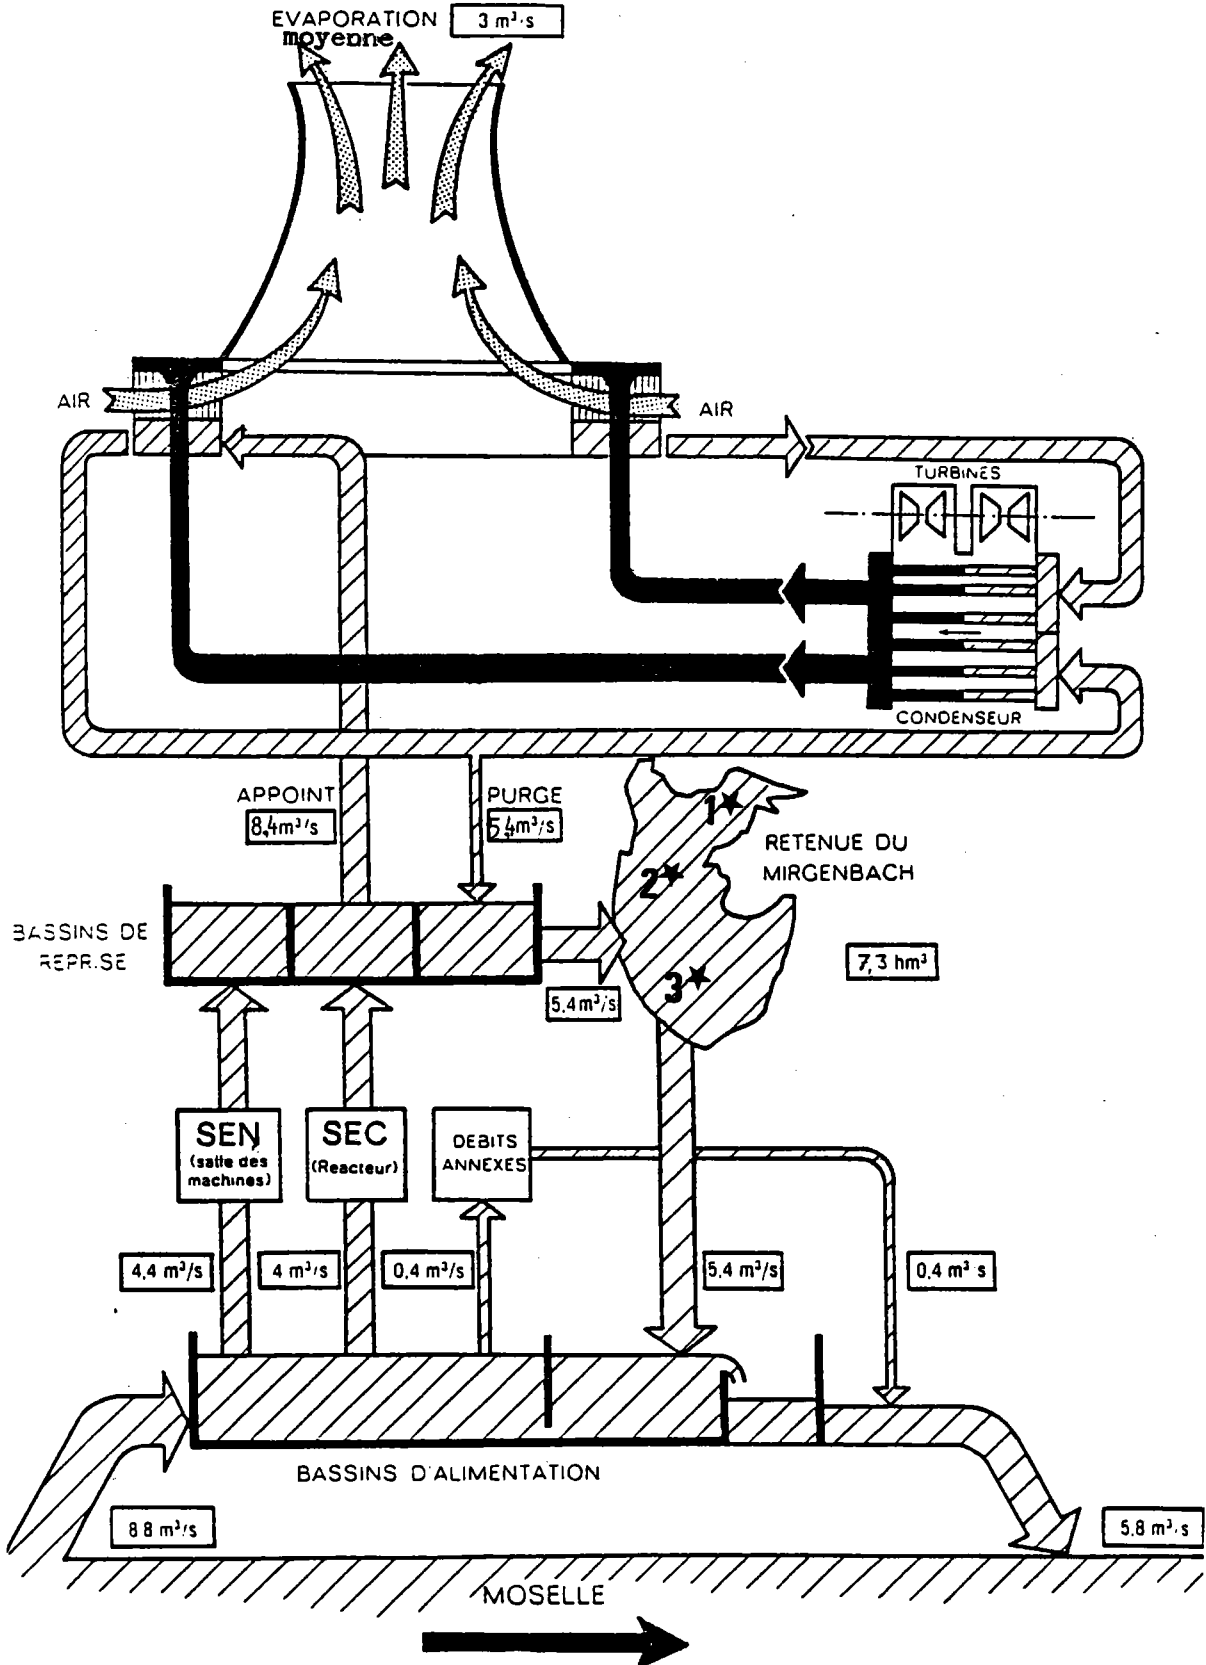 EVAPORATION 3 m³/s
moyenne
AIR
AIR
TURBINES
CONDENSEUR
APPOINT
8,4m³/s
PURGE
5,4m³/s
1
RETENUE DU
MIRGENBACH
2
BASSINS DE
REPRISE
3
7,3 hm³
5.4m³/s
SEN
(salle des
machines)
SEC
(Reacteur)
DEBITS
ANNEXES
4,4 m³/s
4 m³/s
0,4 m³/s
5.4 m³/s
0,4 m³ s
BASSINS D'ALIMENTATION
8 8 m³/s
5.8 m³ s
MOSELLE